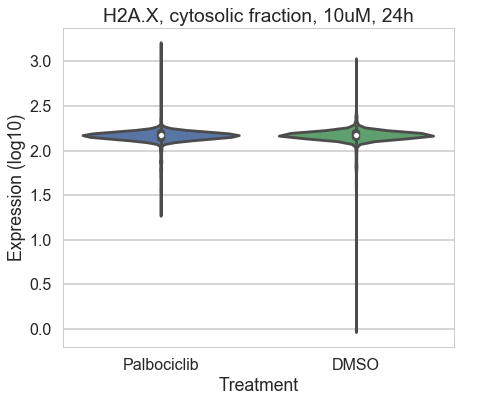 H2A.X, cytosolic fraction, 10uM, 24h
Expression (log10)
3.0
2.5
2.0
1.5
1.0
0.5
0.0
Palbociclib
DMSO
Treatment